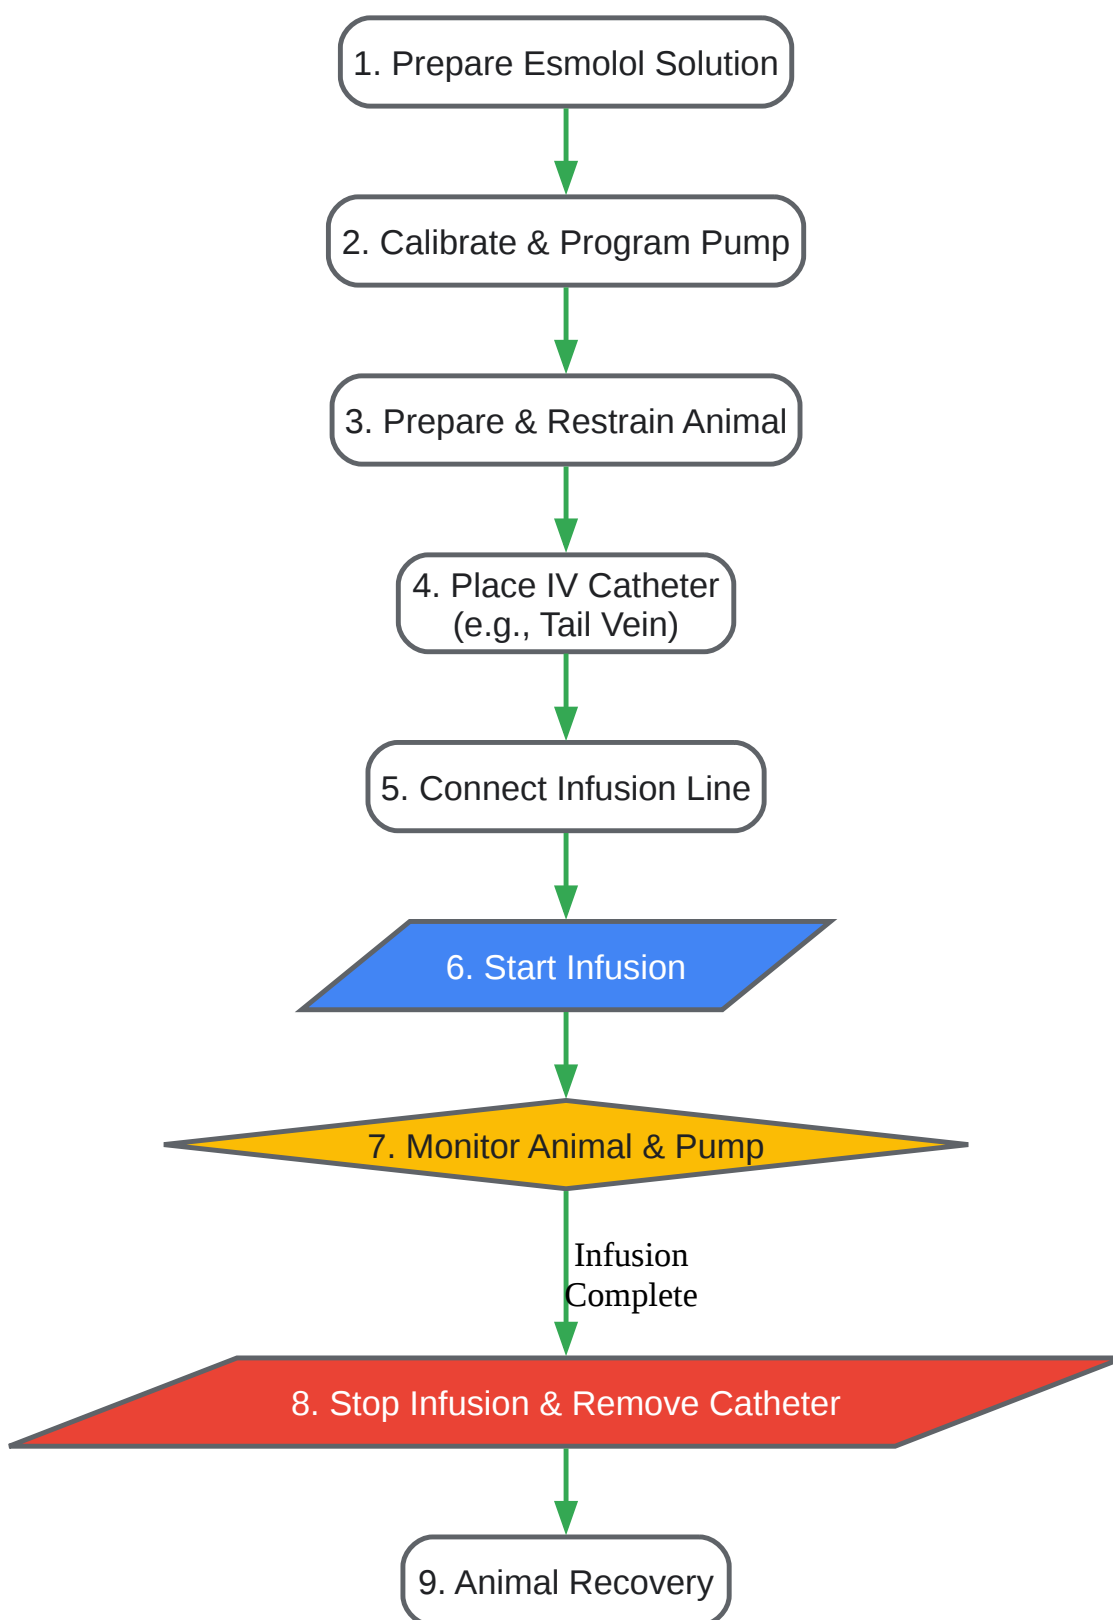 1. Prepare Esmolol Solution
2. Calibrate & Program Pump
3. Prepare & Restrain Animal
4. Place IV Catheter
(e.g., Tail Vein)
5. Connect Infusion Line
6. Start Infusion
7. Monitor Animal & Pump
Infusion
Complete
8. Stop Infusion & Remove Catheter
9. Animal Recovery